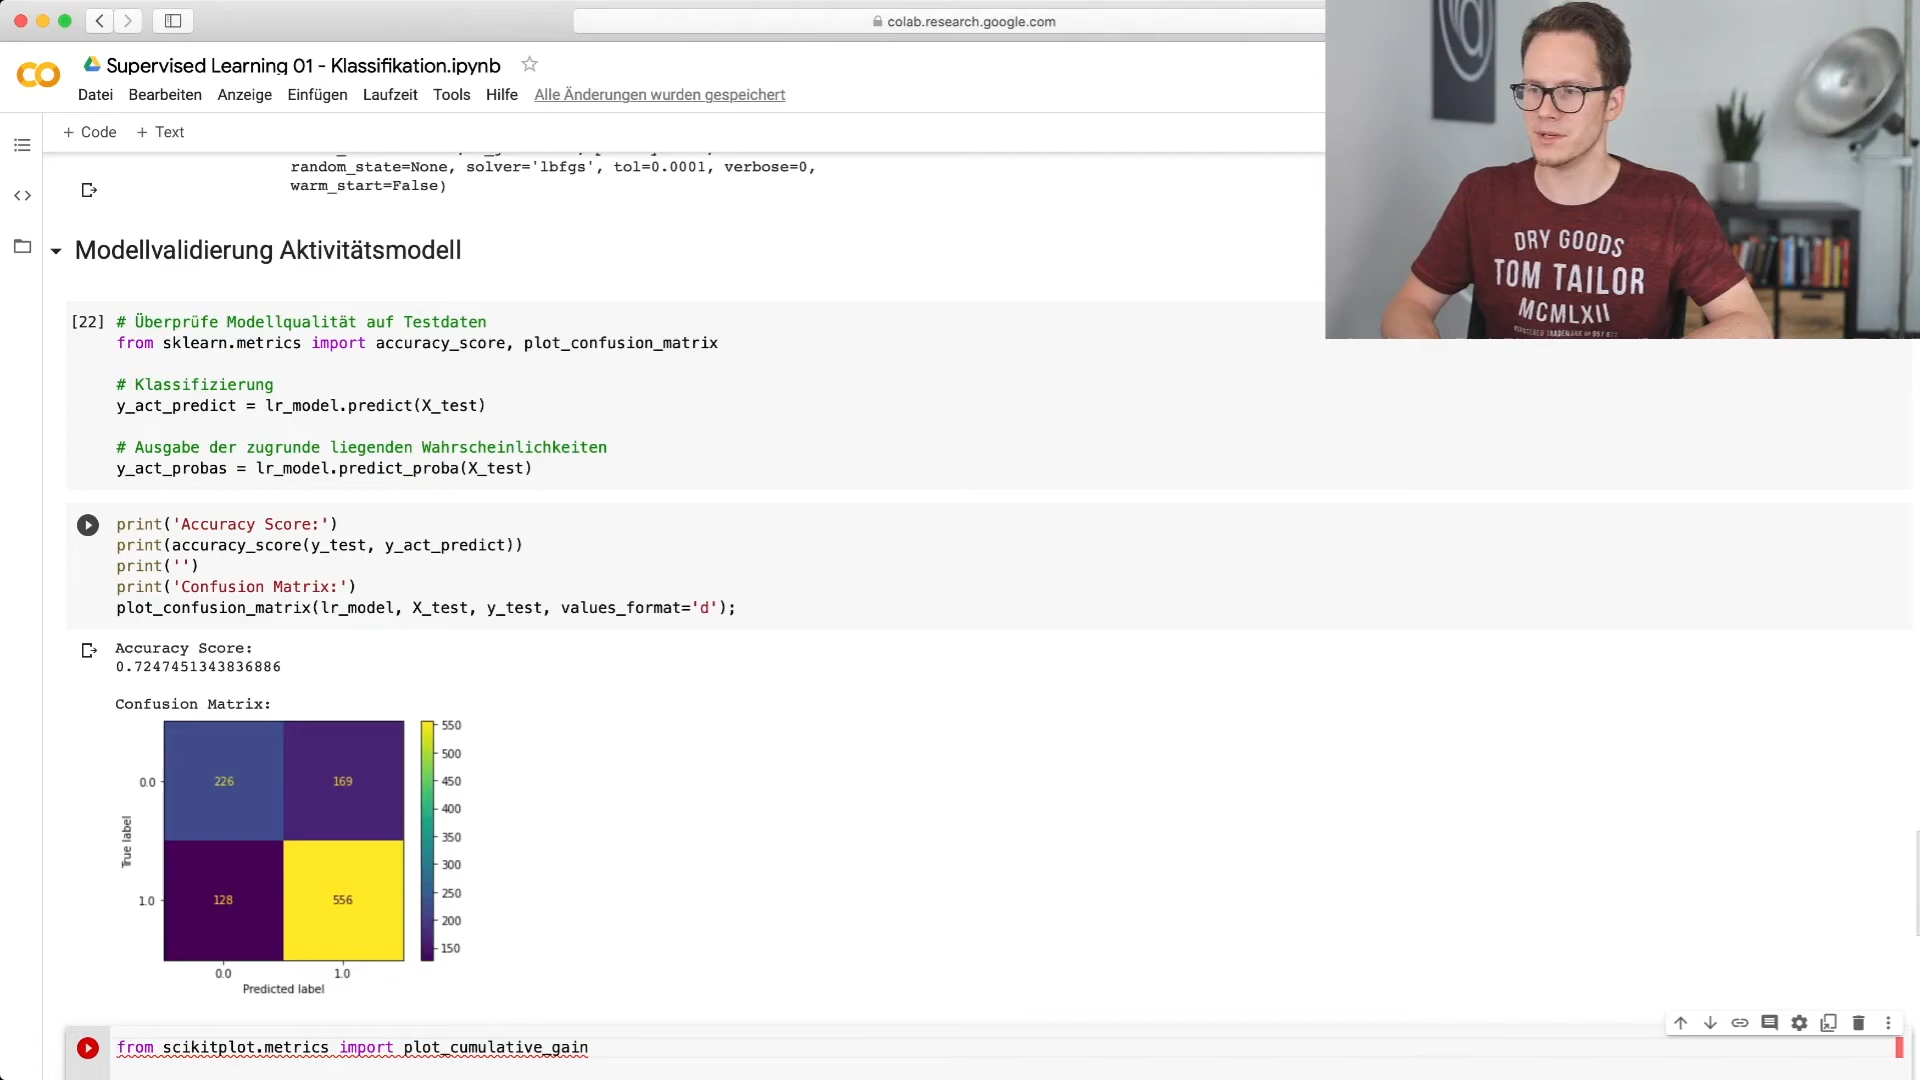 colab.research.google.com
Supervised Learning 01 - Klassifikation.ipynb
Datei Bearbeiten Anzeige Einfügen Laufzeit Tools Hilfe Alle Änderungen wurden gespeichert
+ Code + Text
random_state=None, solver='lbfgs', tol=0.0001, verbose=0,
warm_start=False)
Modellvalidierung Aktivitätsmodell
[22] # Überprüfe Modellqualität auf Testdaten
from sklearn.metrics import accuracy_score, plot_confusion_matrix
# Klassifizierung
y_act_predict = lr_model.predict(X_test)
# Ausgabe der zugrunde liegenden Wahrscheinlichkeiten
y_act_probas = lr_model.predict_proba(X_test)
print('Accuracy Score:')
print(accuracy_score(y_test, y_act_predict))
print('')
print('Confusion Matrix:')
plot_confusion_matrix(lr_model, X_test, y_test, values_format='d');
Accuracy Score:
0.7247451343836886
Confusion Matrix:
True label
0.0
1.0
226 169
128 556
0.0 1.0
Predicted label
550
500
450
400
350
300
250
200
150
from scikitplot.metrics import plot_cumulative_gain
DRY GOODS
TOM TAILOR
MCMLXII